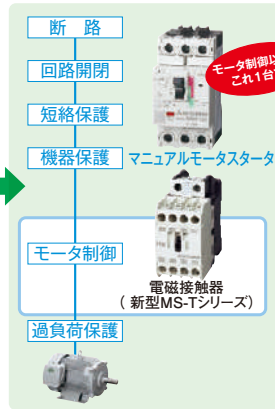 断 路
回路開閉
モータ制御以
これ1台
短絡保護
機器保護
マニュアルモータスタータ
モータ制御
電磁接触器
( 新型MS-Tシリーズ)
過負荷保護